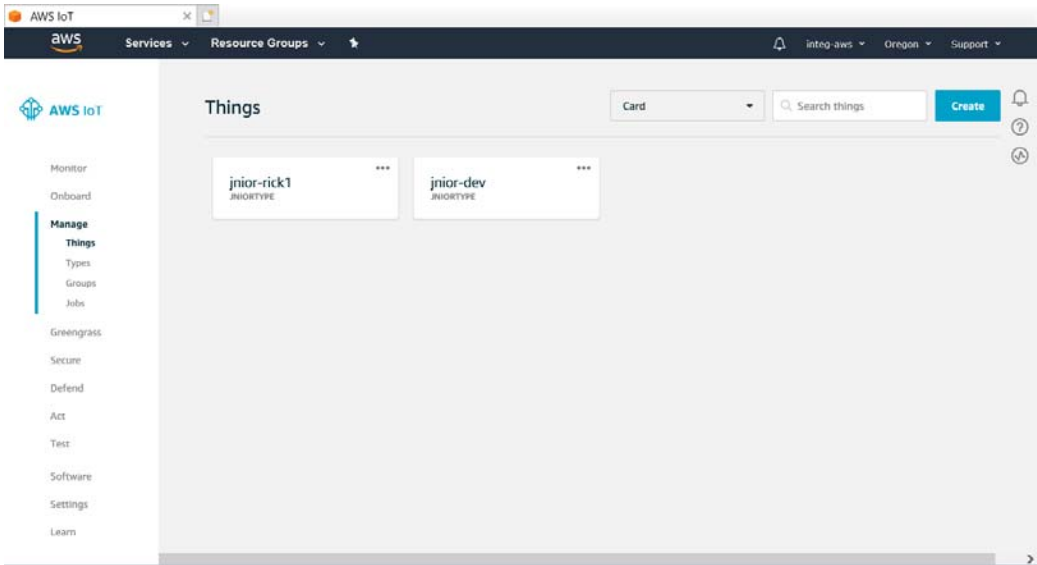 AWS IoT
aws Services Resource Groups integ-aws Oregon Support
AWS IoT
Things Card Search things Create
Monitor
Onboard
Manage
Things
Types
Groups
Jobs
Greengrass
Secure
Defend
Act
Test
Software
Settings
Learn
jnior-rick1
JNIORTYPE
jnior-dev
JNIORTYPE